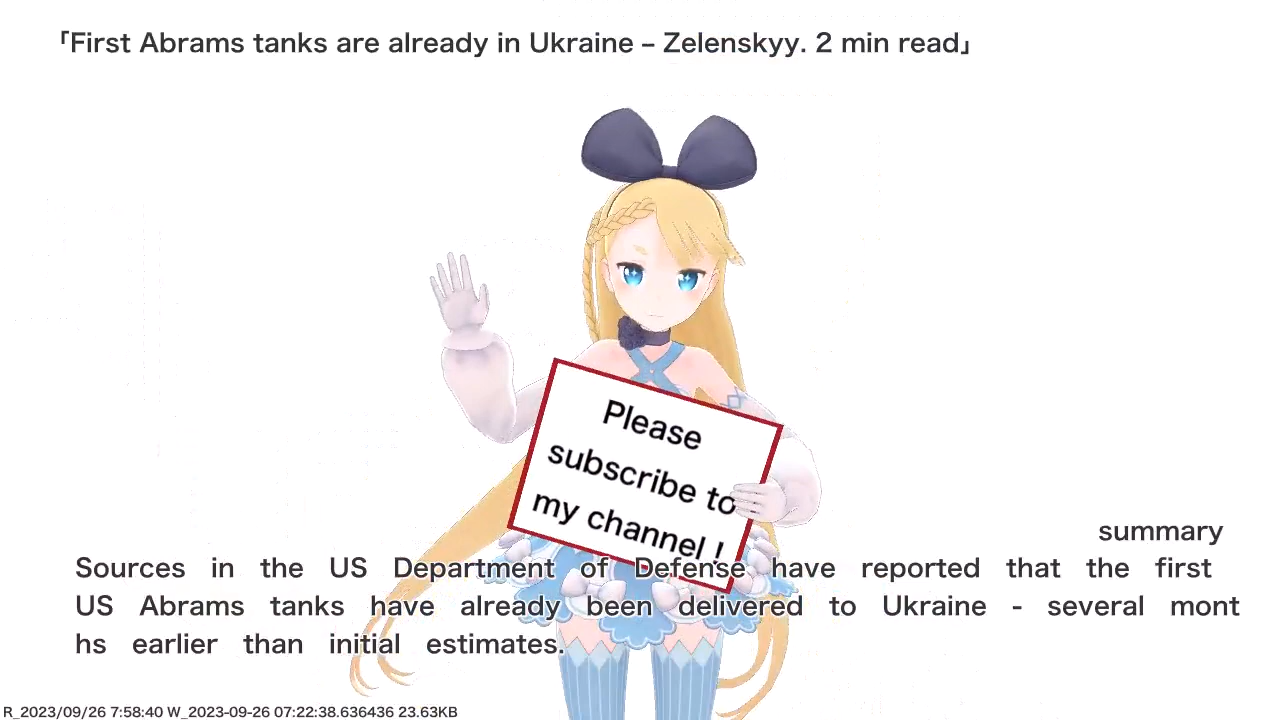 「First Abrams tanks are already in Ukraine – Zelenskyy. 2 min read」
Please
subscribe to
my channel !
summary
Sources in the US Department of Defense have reported that the first
US Abrams tanks have already been delivered to Ukraine - several mont
hs earlier than initial estimates.
R_2023/09/26 7:58:40 W_2023-09-26 07:22:38.636436 23.63KB